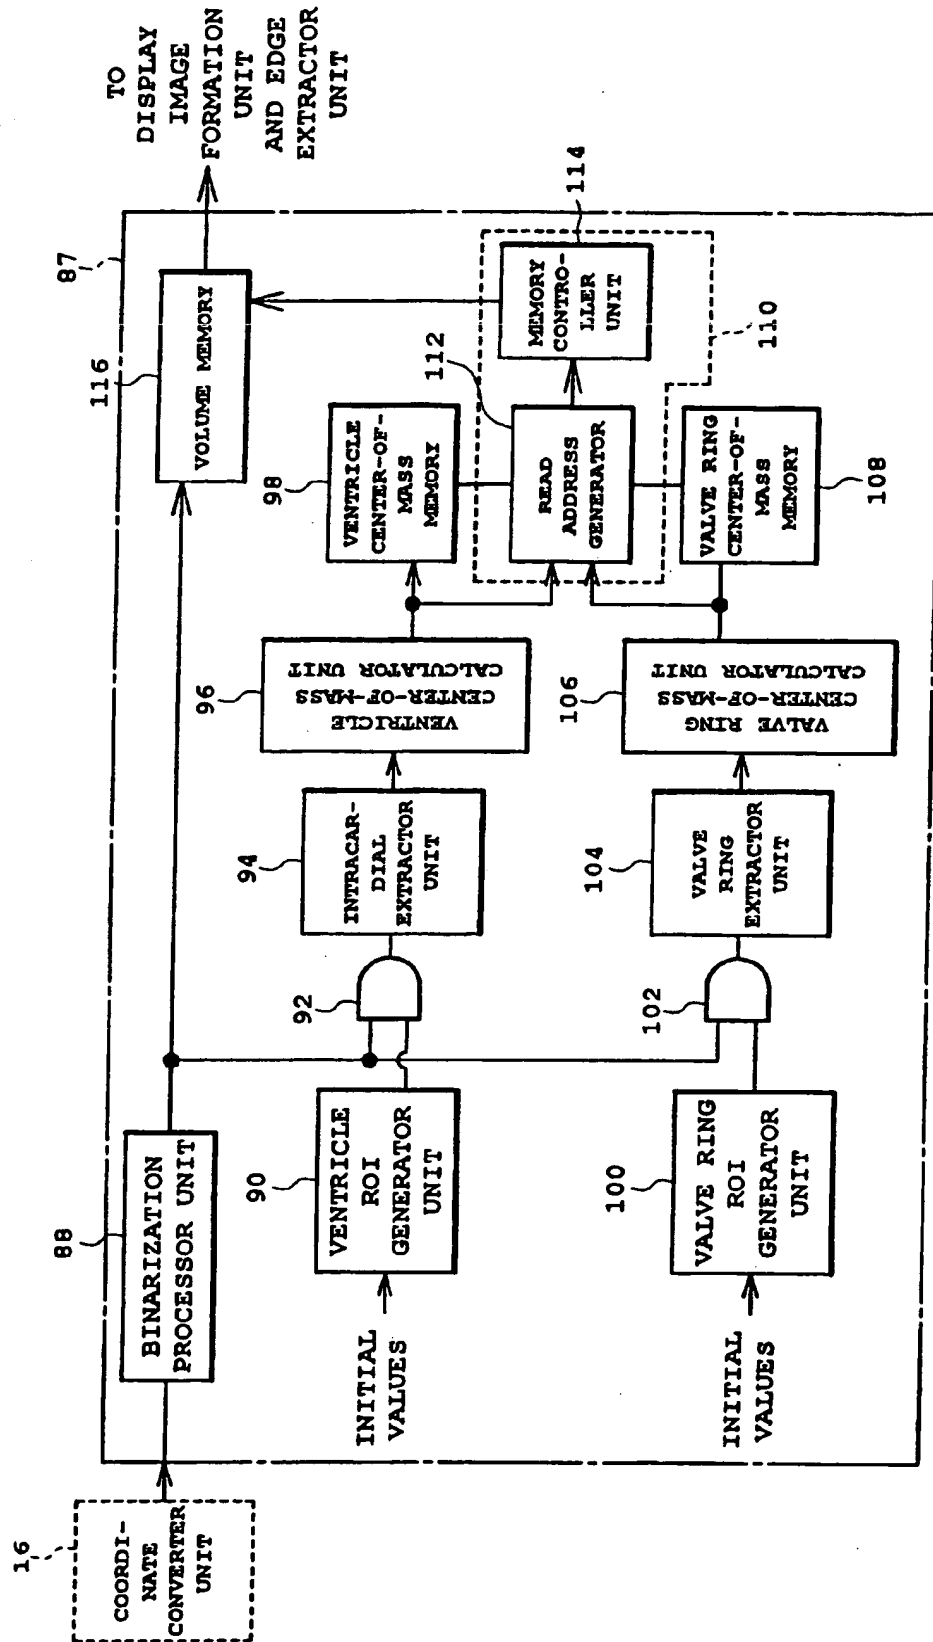 16
COORDI-
NATE
CONVERTER
UNIT
87
88
BINARIZATION
PROCESSOR UNIT
116
VOLUME MEMORY
TO
DISPLAY
IMAGE
FORMATION
UNIT
AND EDGE
EXTRACTOR
UNIT
INITIAL
VALUES
90
VENTRICLE
ROI
GENERATOR
UNIT
92
94
INTRACAR-
DIAL
EXTRACTOR
UNIT
96
VENTRICLE
CENTER-OF-MASS
CALCULATOR UNIT
98
VENTRICLE
CENTER-OF-
MASS
MEMORY
112
READ
ADDRESS
GENERATOR
114
MEMORY
CONTRO-
LLER
UNIT
110
INITIAL
VALUES
100
VALVE RING
ROI
GENERATOR
UNIT
102
104
VALVE
RING
EXTRACTOR
UNIT
106
VALVE RING
CENTER-OF-MASS
CALCULATOR UNIT
108
VALVE RING
CENTER-OF-
MASS
MEMORY